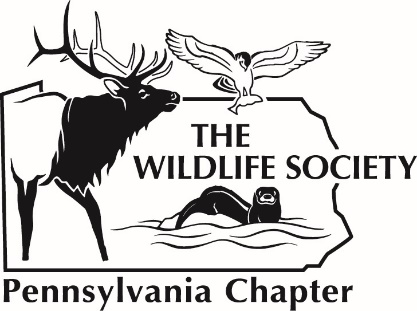 THE
WILDLIFE SOCIETY
Pennsylvania Chapter